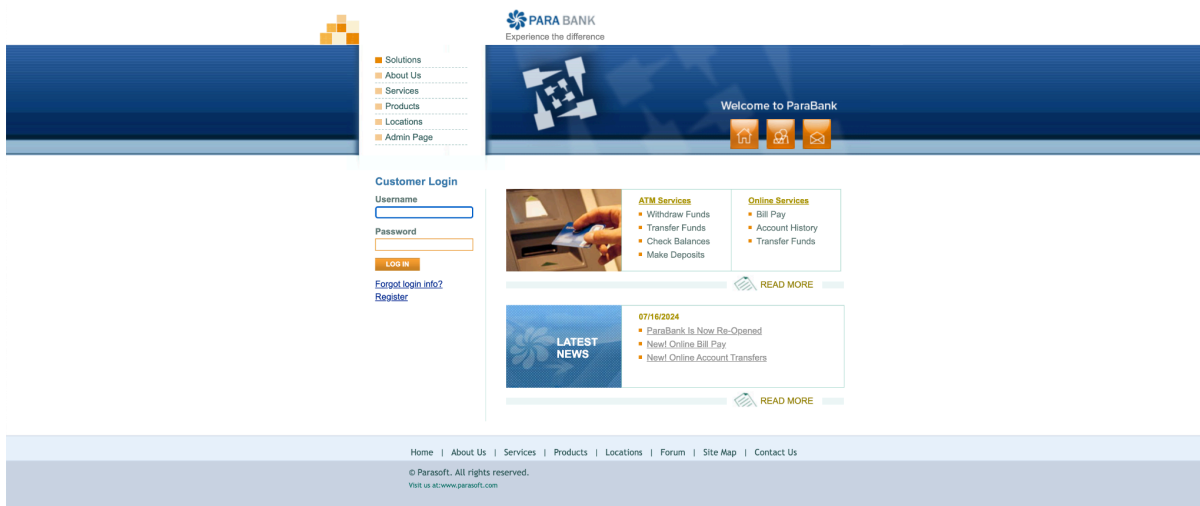 PARA BANK
Experience the difference
Solutions
About Us
Services
Products
Locations
Admin Page
Welcome to ParaBank
Customer Login
Username
Password
LOG IN
Forgot login info?
Register
ATM Services
Withdraw Funds
Transfer Funds
Check Balances
Make Deposits
Online Services
Bill Pay
Account History
Transfer Funds
READ MORE
LATEST
NEWS
07/16/2024
ParaBank Is Now Re-Opened
New! Online Bill Pay
New! Online Account Transfers
READ MORE
Home | About Us | Services | Products | Locations | Forum | Site Map | Contact Us
© Parasoft. All rights reserved.
Visit us at:www.parasoft.com